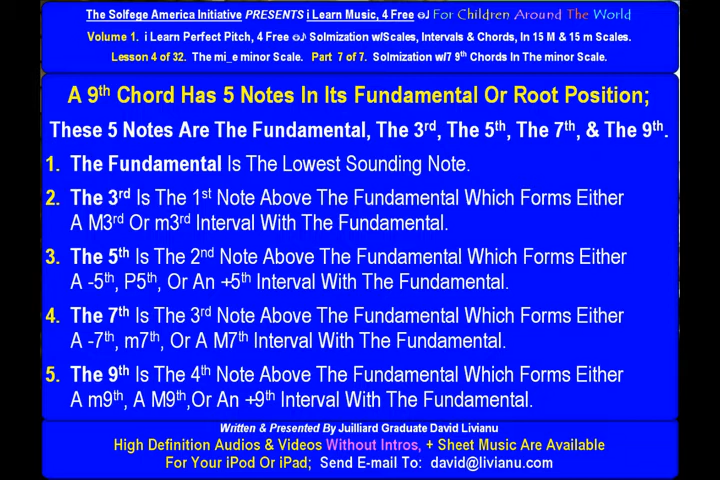 The Solfege America Initiative PRESENTS i Learn Music, 4 Free For Children Around The World
Volume 1. i Learn Perfect Pitch, 4 Free Solmization w/Scales, Intervals & Chords, In 15 M & 15 m Scales.
Lesson 4 of 32. The mi_e minor Scale. Part 7 of 7. Solmization w/7 9th Chords In The minor Scale.
A 9th Chord Has 5 Notes In Its Fundamental Or Root Position;
These 5 Notes Are The Fundamental, The 3rd, The 5th, The 7th, & The 9th.
1. The Fundamental Is The Lowest Sounding Note.
2. The 3rd Is The 1st Note Above The Fundamental Which Forms Either
A M3rd Or m3rd Interval With The Fundamental.
3. The 5th Is The 2nd Note Above The Fundamental Which Forms Either
A -5th, P5th, Or An +5th Interval With The Fundamental.
4. The 7th Is The 3rd Note Above The Fundamental Which Forms Either
A -7th, m7th, Or A M7th Interval With The Fundamental.
5. The 9th Is The 4th Note Above The Fundamental Which Forms Either
A m9th, A M9th,Or An +9th Interval With The Fundamental.
Written & Presented By Juilliard Graduate David Livianu
High Definition Audios & Videos Without Intros, + Sheet Music Are Available
For Your iPod Or iPad; Send E-mail To: david@livianu.com